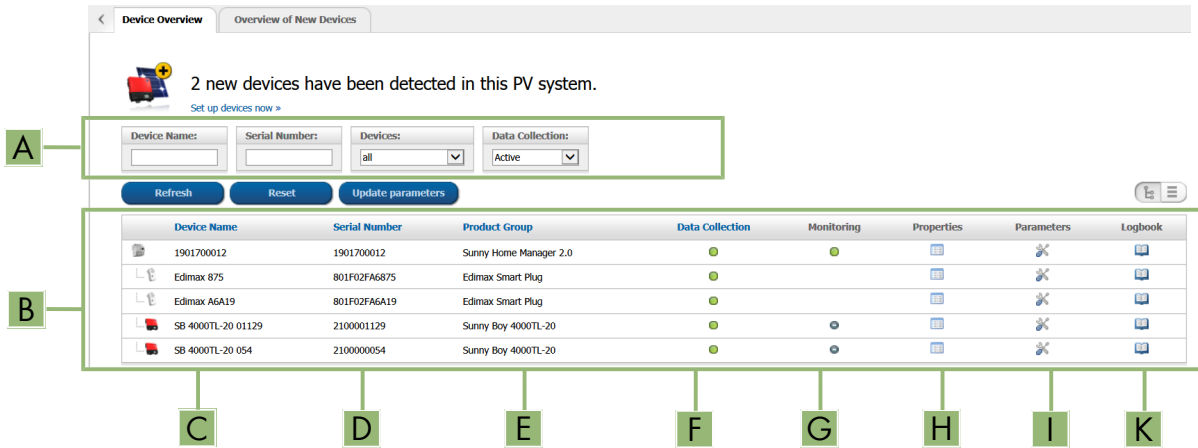 Device Overview Overview of New Devices
2 new devices have been detected in this PV system.
Set up devices now »
A
Device Name: Serial Number: Devices: Data Collection:
all Active
Refresh Reset Update parameters
Device Name Serial Number Product Group Data Collection Monitoring Properties Parameters Logbook
1901700012 1901700012 Sunny Home Manager 2.0
Edimax 875 801F02FA6875 Edimax Smart Plug
B
Edimax A6A19 801F02FA6A19 Edimax Smart Plug
SB 4000TL-20 01129 2100001129 Sunny Boy 4000TL-20
SB 4000TL-20 054 2100000054 Sunny Boy 4000TL-20
C D E F G H I K